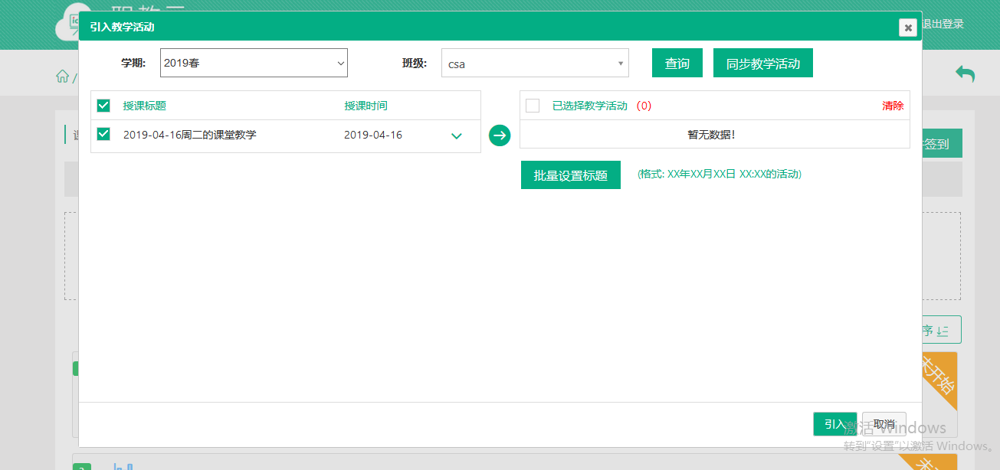 引入教学活动
退出登录
学期: 2019春 班级: csa 查询 同步教学活动
授课标题 授课时间
2019-04-16周二的课堂教学 2019-04-16
已选择教学活动 (0) 清除
暂无数据!
批量设置标题 (格式: XX年XX月XX日 XX:XX的活动)
签到
序
未开始
引入 取消
激活 Windows
转到"设置"以激活 Windows。